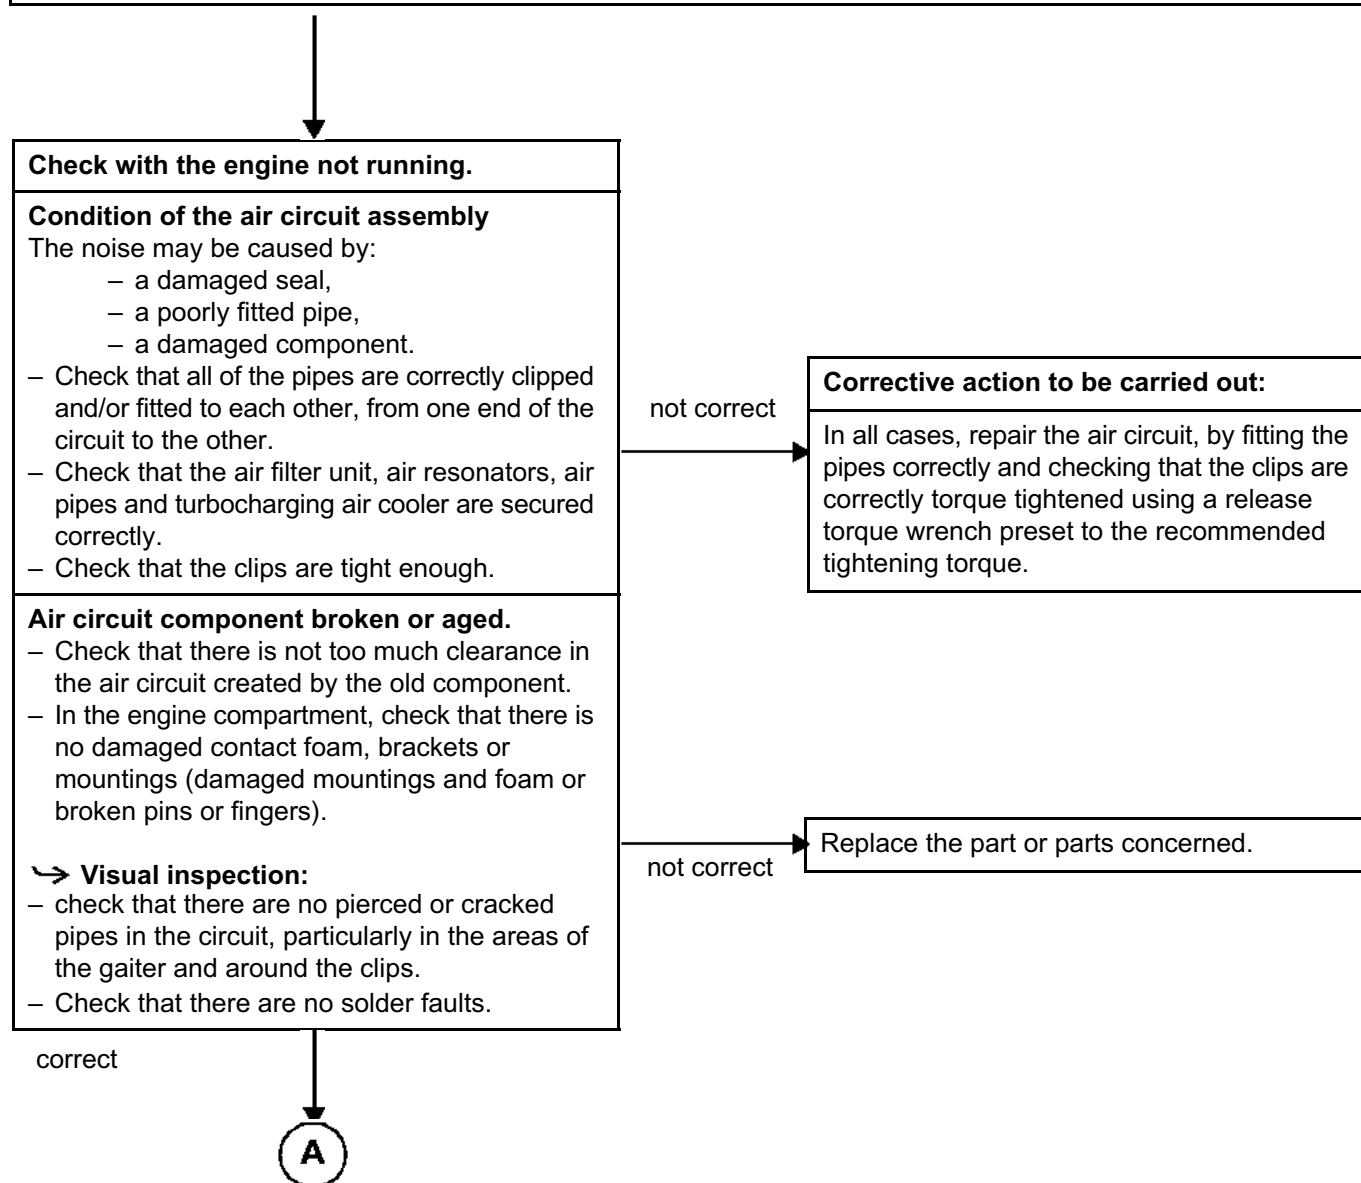 Check with the engine not running.
Condition of the air circuit assembly
The noise may be caused by:
– a damaged seal,
– a poorly fitted pipe,
– a damaged component.
– Check that all of the pipes are correctly clipped
and/or fitted to each other, from one end of the
circuit to the other.
– Check that the air filter unit, air resonators, air
pipes and turbocharging air cooler are secured
correctly.
– Check that the clips are tight enough.
not correct
Corrective action to be carried out:
In all cases, repair the air circuit, by fitting the
pipes correctly and checking that the clips are
correctly torque tightened using a release
torque wrench preset to the recommended
tightening torque.
Air circuit component broken or aged.
– Check that there is not too much clearance in
the air circuit created by the old component.
– In the engine compartment, check that there is
no damaged contact foam, brackets or
mountings (damaged mountings and foam or
broken pins or fingers).
Visual inspection:
– check that there are no pierced or cracked
pipes in the circuit, particularly in the areas of
the gaiter and around the clips.
– Check that there are no solder faults.
not correct
Replace the part or parts concerned.
correct
A